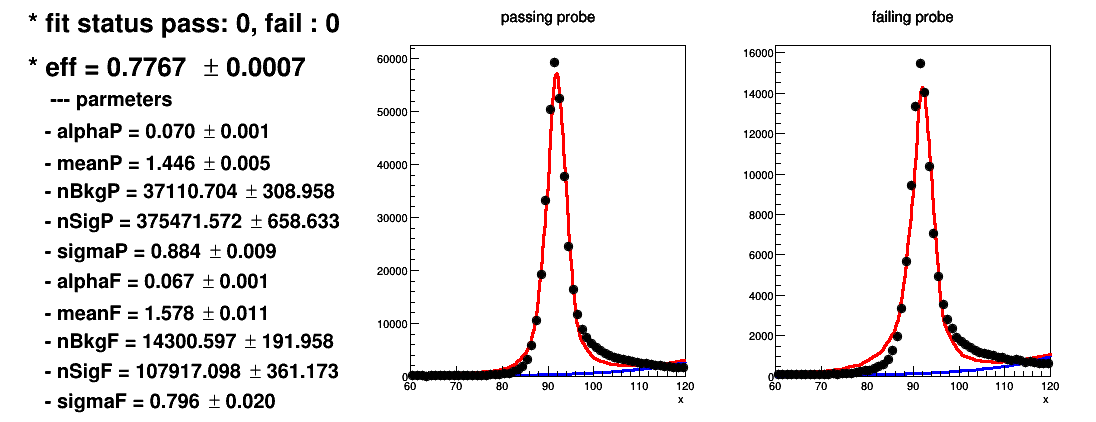 * fit status pass: 0, fail : 0
* eff = 0.7767 ± 0.0007
--- parmeters
- alphaP = 0.070 ± 0.001
- meanP = 1.446 ± 0.005
- nBkgP = 37110.704 ± 308.958
- nSigP = 375471.572 ± 658.633
- sigmaP = 0.884 ± 0.009
- alphaF = 0.067 ± 0.001
- meanF = 1.578 ± 0.011
- nBkgF = 14300.597 ± 191.958
- nSigF = 107917.098 ± 361.173
- sigmaF = 0.796 ± 0.020
passing probe
60000
50000
40000
30000
20000
10000
0
60 70 80 90 100 110 120
x
failing probe
16000
14000
12000
10000
8000
6000
4000
2000
0
60 70 80 90 100 110 120
x